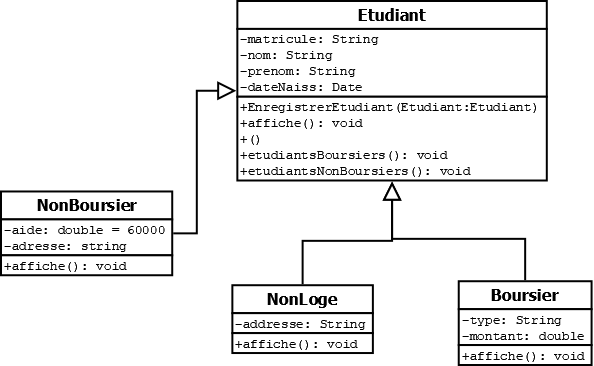 Etudiant
-matricule: String
-nom: String
-prenom: String
-dateNaiss: Date
+EnregistrerEtudiant(Etudiant:Etudiant)
+affiche(): void
+()
+etudiantsBoursiers(): void
+etudiantsNonBoursiers(): void
NonBoursier
-aide: double = 60000
-adresse: string
+affiche(): void
NonLoge
-addresse: String
+affiche(): void
Boursier
-type: String
-montant: double
+affiche(): void